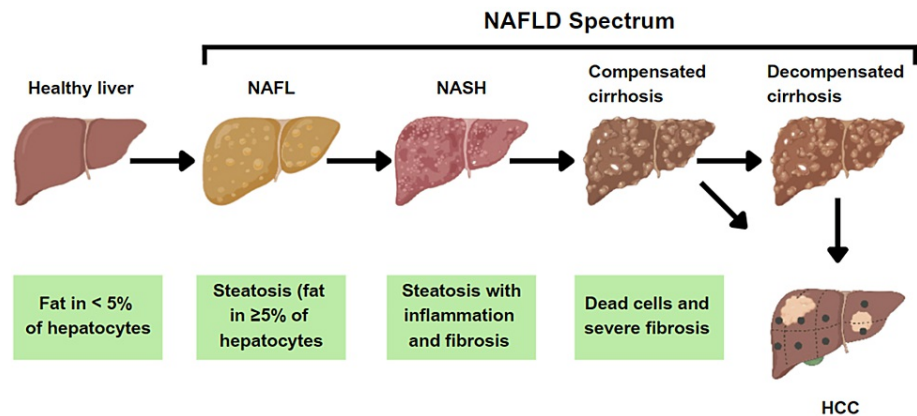 NAFLD Spectrum
Healthy liver
NAFL
NASH
Compensated
cirrhosis
Decompensated
cirrhosis
Fat in < 5%
of hepatocytes
Steatosis (fat
in ≥5% of
hepatocytes
Steatosis with
inflammation
and fibrosis
Dead cells and
severe fibrosis
HCC